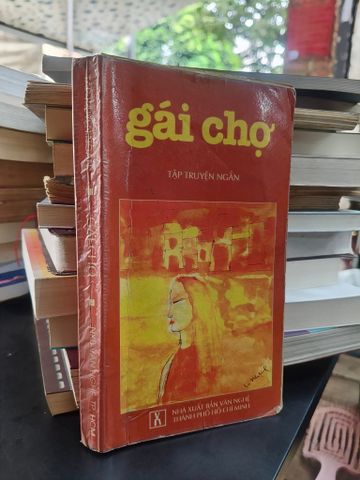 gái chợ
TẬP TRUYỆN NGẮN
NHÀ XUẤT BẢN VĂN NGHỆ
THÀNH PHỐ HỒ CHÍ MINH